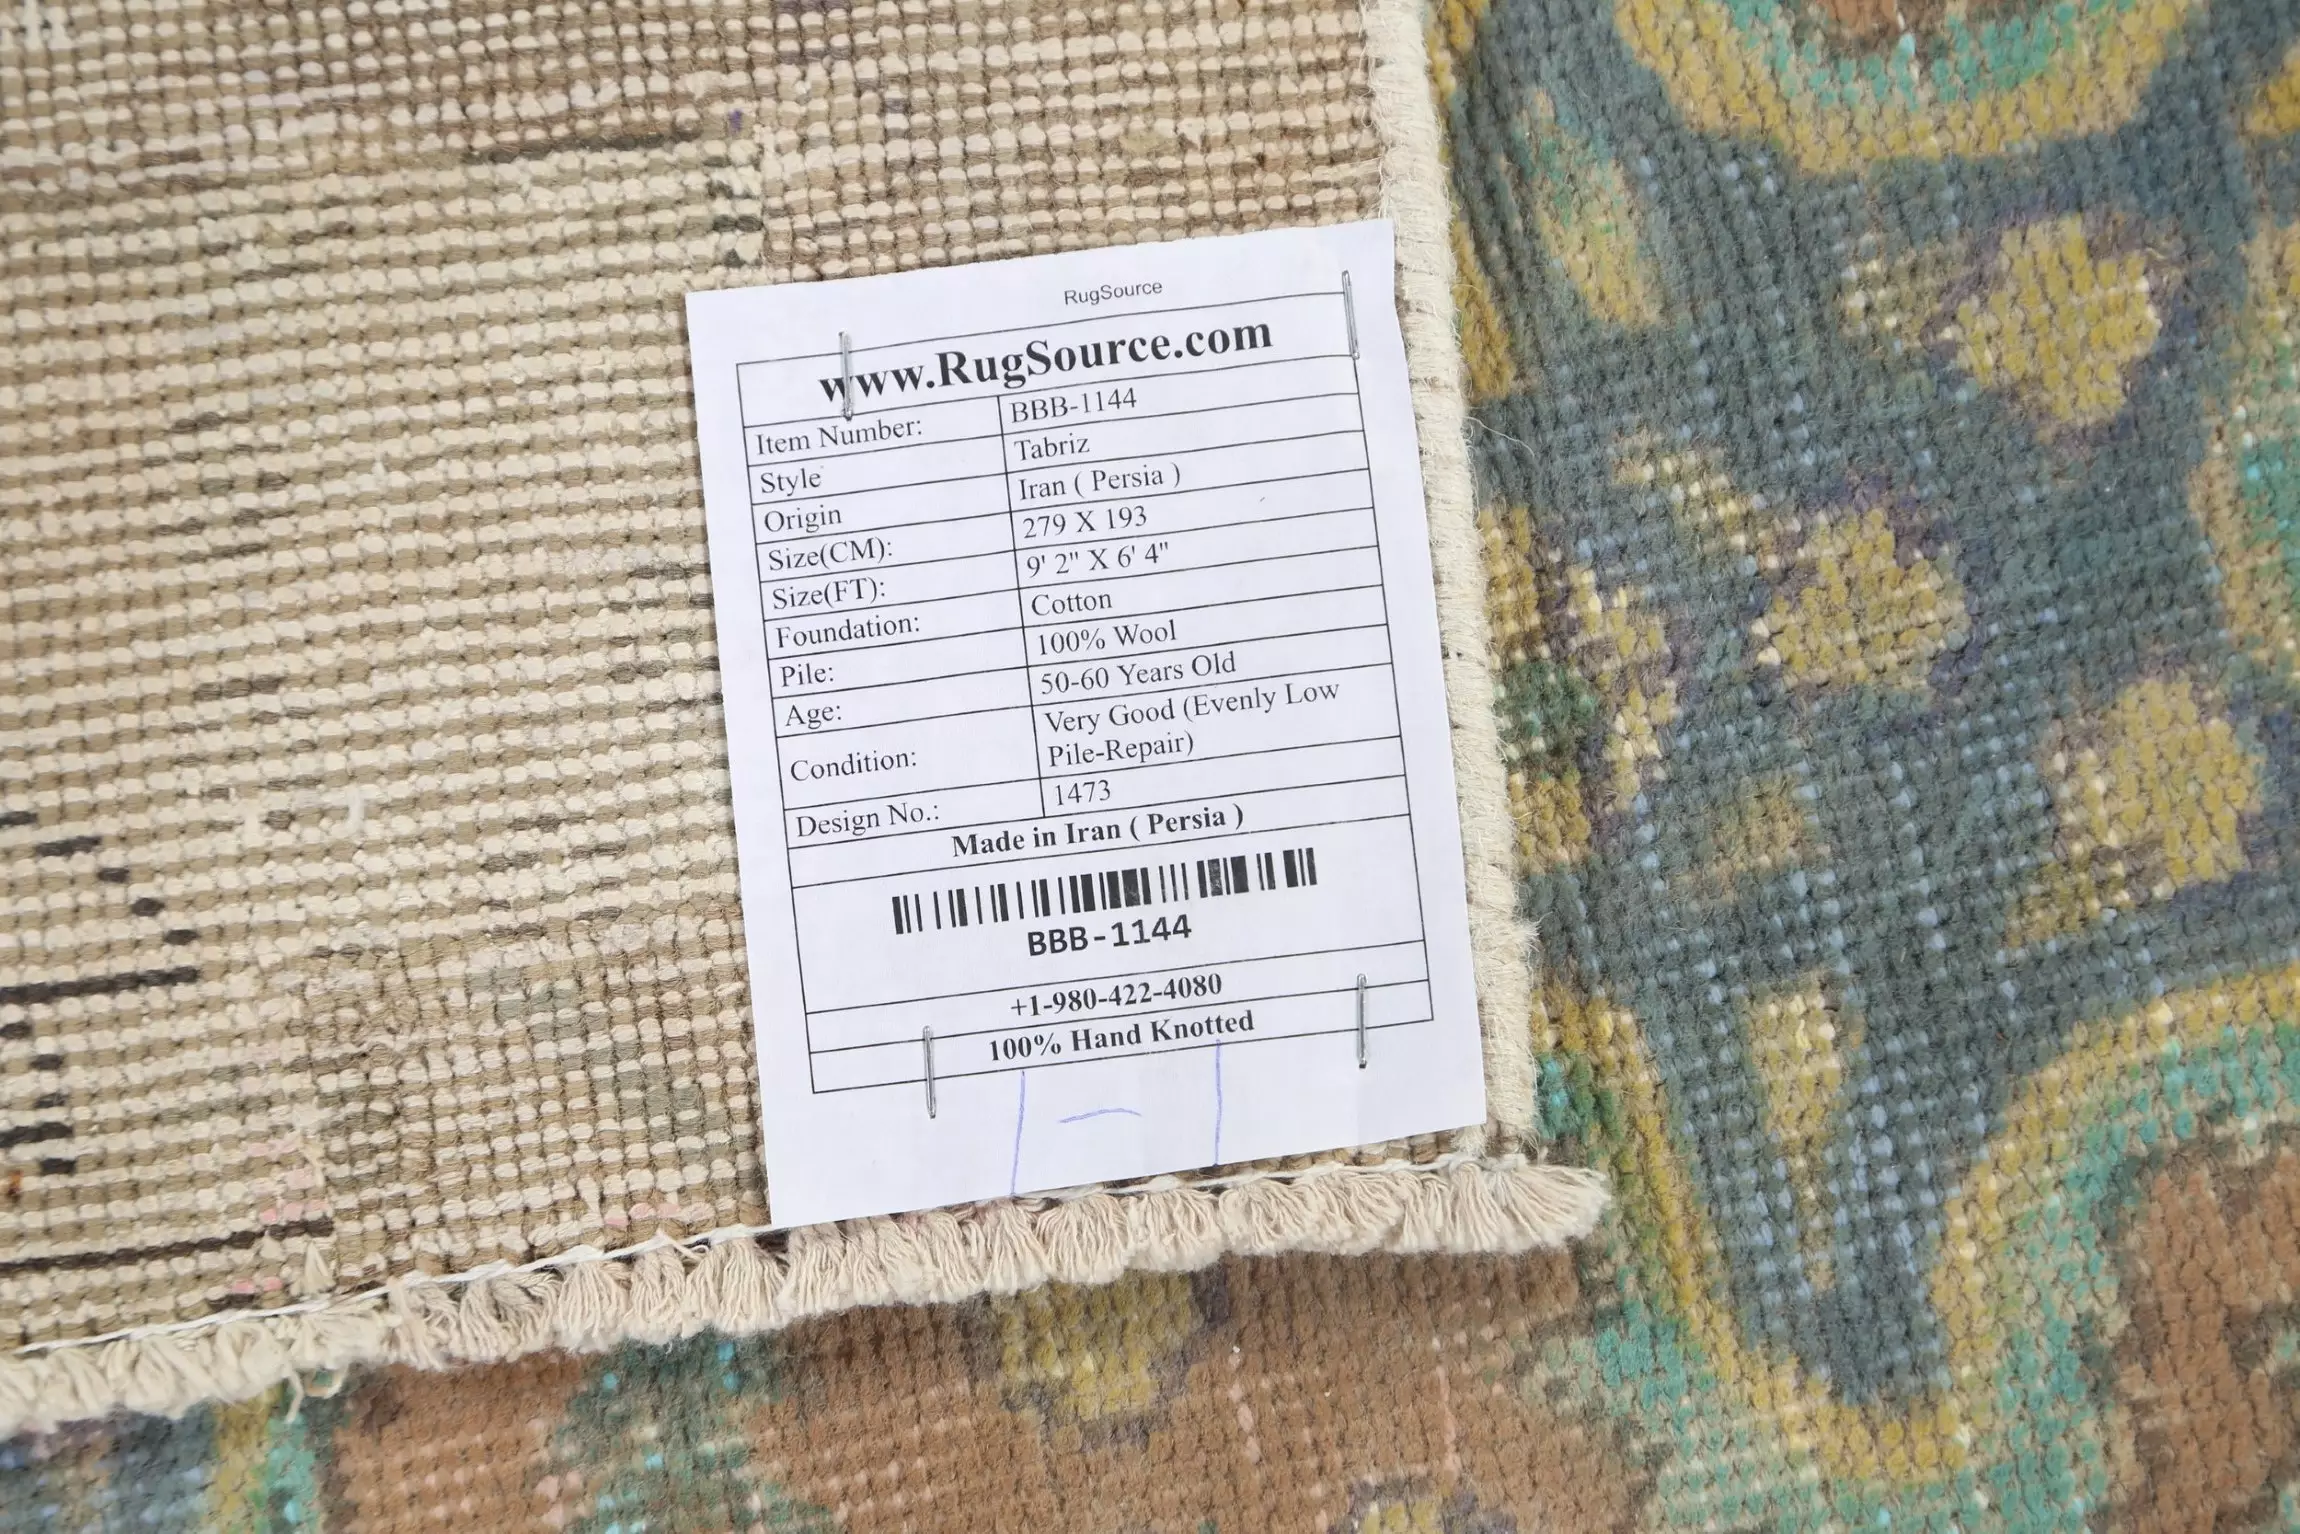 RugSource
www.RugSource.com
Item Number: BBB-1144
Style Tabriz
Origin Iran ( Persia )
Size(CM): 279 X 193
Size(FT): 9' 2" X 6' 4"
Foundation: Cotton
Pile: 100% Wool
Age: 50-60 Years Old
Condition: Very Good (Evenly Low
Pile-Repair)
Design No.: 1473
Made in Iran ( Persia )
BBB-1144
+1-980-422-4080
100% Hand Knotted
1-1